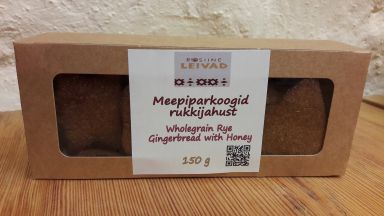 ROSIINE
LEIVAD
Meepiparkoogid
rukkijahust
Wholegrain Rye
Gingerbread with Honey
150 g